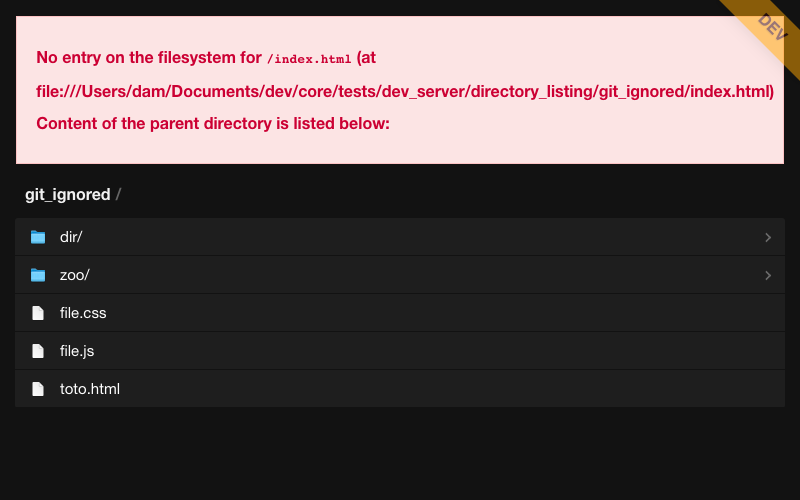 DEV
No entry on the filesystem for /index.html (at
file:///Users/dam/Documents/dev/core/tests/dev_server/directory_listing/git_ignored/index.html)
Content of the parent directory is listed below:
git_ignored /
dir/
zoo/
file.css
file.js
toto.html